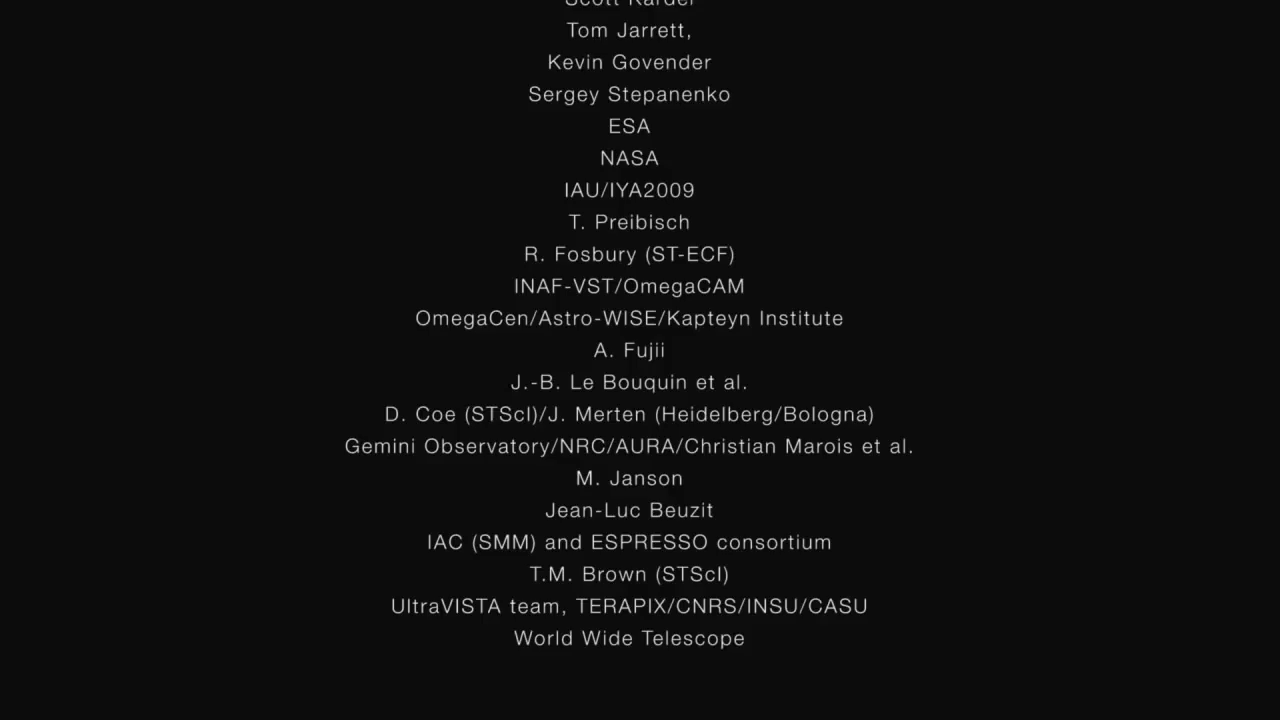 Scott Kardel
Tom Jarrett,
Kevin Govender
Sergey Stepanenko
ESA
NASA
IAU/IYA2009
T. Preibisch
R. Fosbury (ST-ECF)
INAF-VST/OmegaCAM
OmegaCen/Astro-WISE/Kapteyn Institute
A. Fujii
J.-B. Le Bouquin et al.
D. Coe (STScI)/J. Merten (Heidelberg/Bologna)
Gemini Observatory/NRC/AURA/Christian Marois et al.
M. Janson
Jean-Luc Beuzit
IAC (SMM) and ESPRESSO consortium
T.M. Brown (STScI)
UltraVISTA team, TERAPIX/CNRS/INSU/CASU
World Wide Telescope